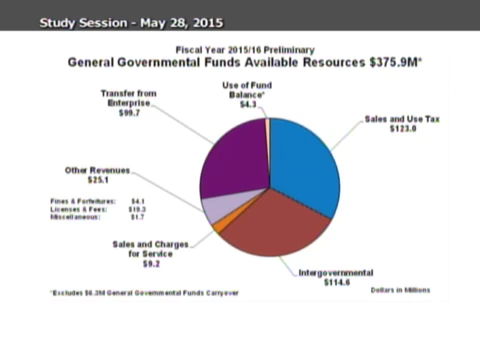 Study Session - May 28, 2015
Fiscal Year 2015/16 Preliminary
General Governmental Funds Available Resources $375.9M*
Use of Fund
Balance*
$4.3
Transfer from
Enterprise
$99.7
Sales and Use Tax
$123.0
Other Revenues
$25.1
Fines & Forfeitures: $4.1
Licenses & Fees: $19.3
Miscellaneous: $1.7
Sales and Charges
for Service
$9.2
Intergovernmental
$114.6
*Excludes $6.3M General Governmental Funds Carryover
Dollars in Millions